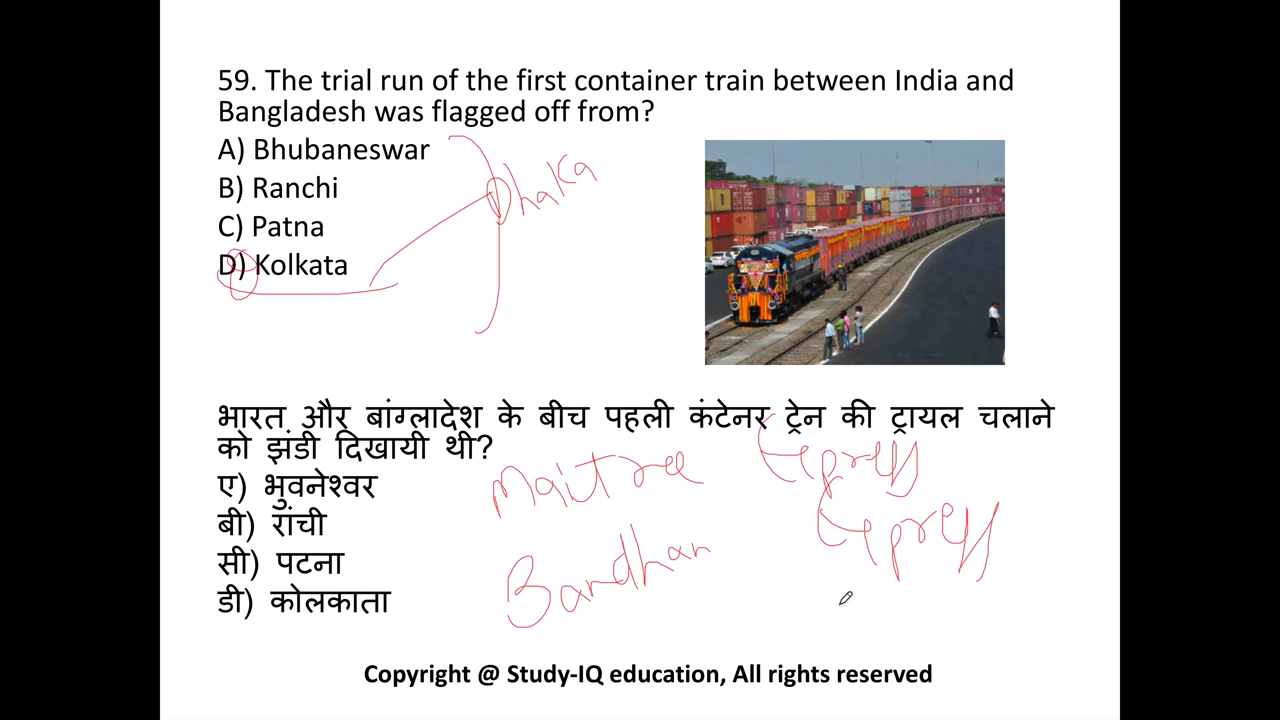 59. The trial run of the first container train between India and
Bangladesh was flagged off from?
A) Bhubaneswar
B) Ranchi
C) Patna
D) Kolkata
Dhaka
भारत और बांग्लादेश के बीच पहली कंटेनर ट्रेन की ट्रायल चलाने
को झंडी दिखायी थी?
ए) भुवनेश्वर
बी) रांची
सी) पटना
डी) कोलकाता
Maitree Express
Bandhan Express
Copyright @ Study-IQ education, All rights reserved